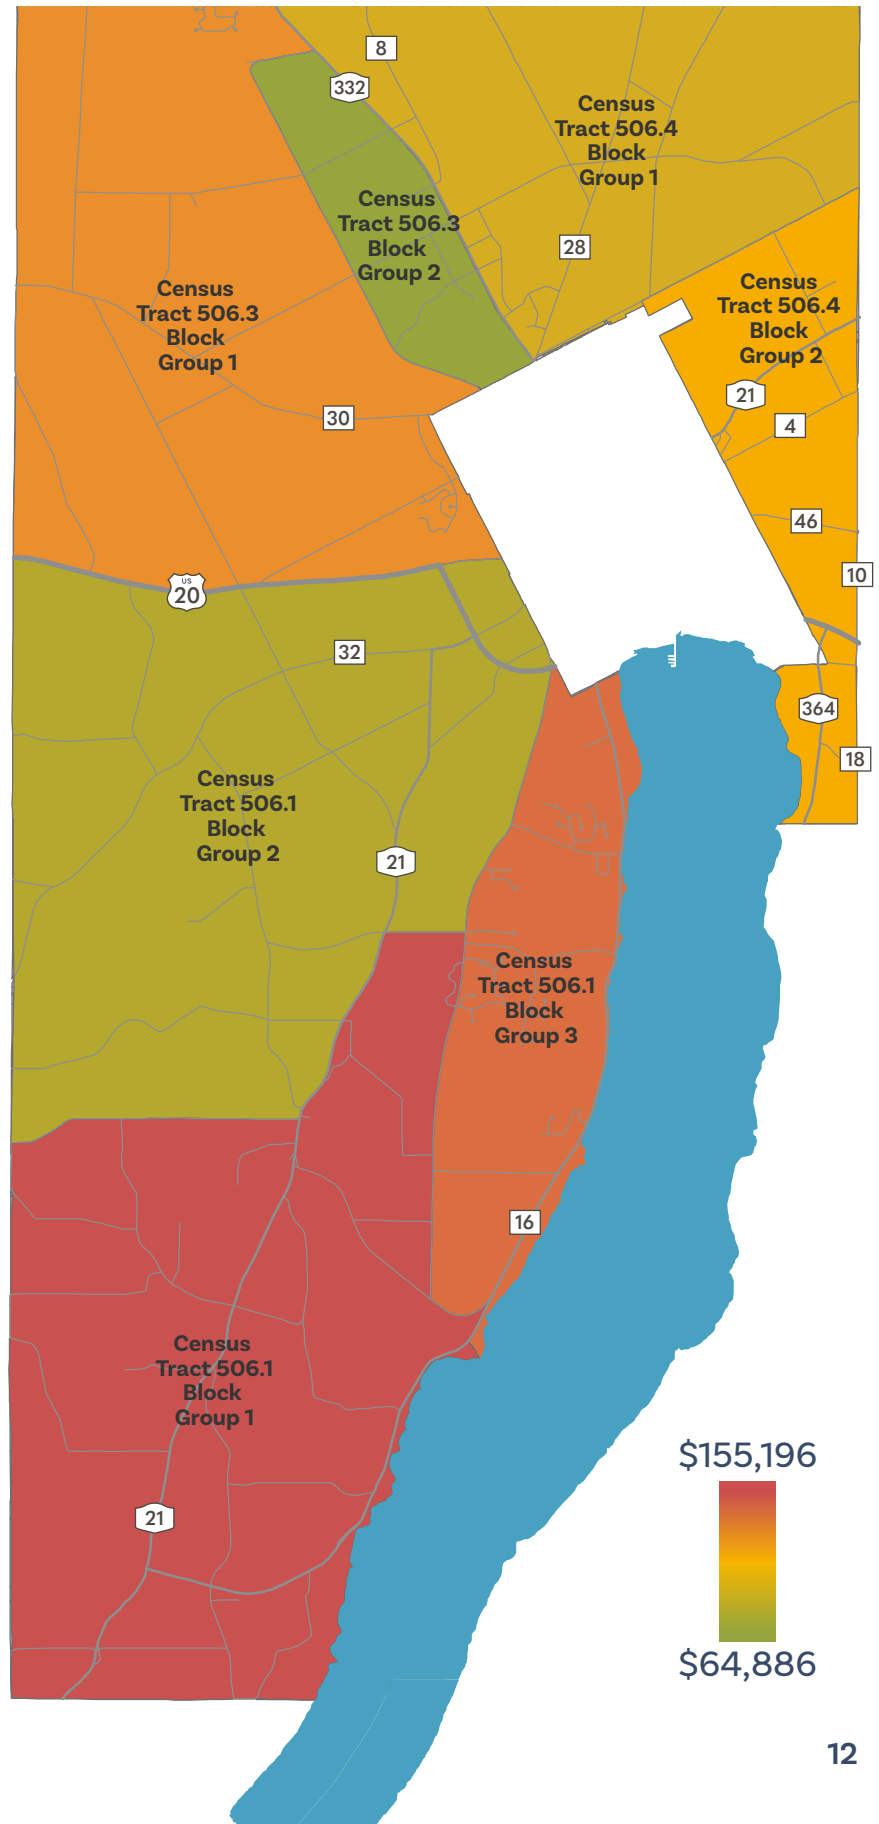 8
332
Census
Tract 506.4
Block
Group 1
Census
Tract 506.3
Block
Group 2
28
Census
Tract 506.3
Block
Group 1
Census
Tract 506.4
Block
Group 2
21
30
4
46
10
US
20
32
364
18
Census
Tract 506.1
Block
Group 2
21
Census
Tract 506.1
Block
Group 3
16
Census
Tract 506.1
Block
Group 1
21
$155,196
$64,886
12